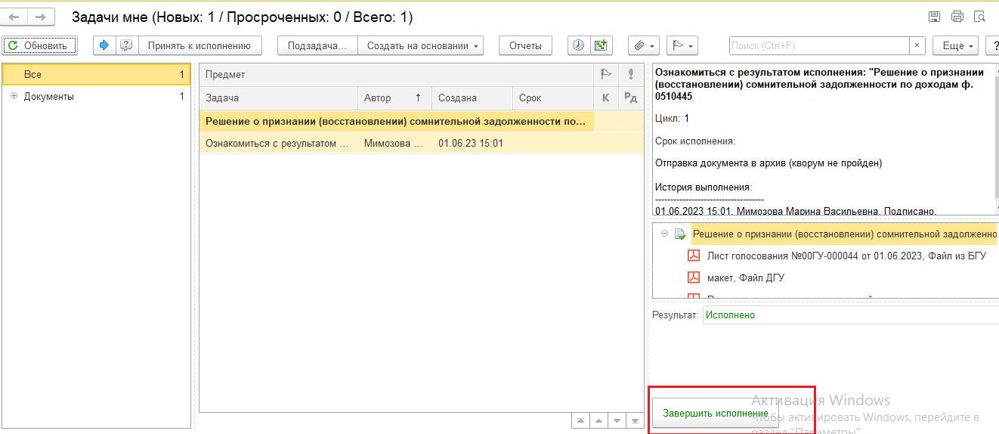 Задачи мне (Новых: 1 / Просроченных: 0 / Всего: 1)
Обновить
Принять к исполнению
Подзадача...
Создать на основании
Отчеты
Поиск (Ctrl+F)
×
Еще
?
Все 1
Документы 1
Предмет
Задача Автор ↑ Создана Срок К Рд
Решение о признании (восстановлении) сомнительной задолженности по...
Ознакомиться с результатом ... Мимозова ... 01.06.23 15:01
Ознакомиться с результатом исполнения: "Решение о признании
(восстановлении) сомнительной задолженности по доходам ф.
0510445
Цикл: 1
Срок исполнения:
Отправка документа в архив (кворум не пройден)
История выполнения:
------------------------------------
01.06.2023 15:01, Мимозова Марина Васильевна, Подписано.
Решение о признании (восстановлении) сомнительной задолженно
Лист голосования №00ГУ-000044 от 01.06.2023, Файл из БГУ
макет, Файл ДГУ
Результат: Исполнено
Завершить исполнение
Активация Windows
Чтобы активировать Windows, перейдите в
раздел "Параметры".